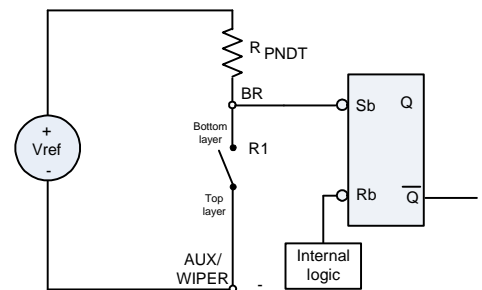 R PNDT
BR
Sb Q
Bottom
layer
R1
+
Vref
-
Top
layer
Rb Q
AUX/
WIPER
-
Internal
logic